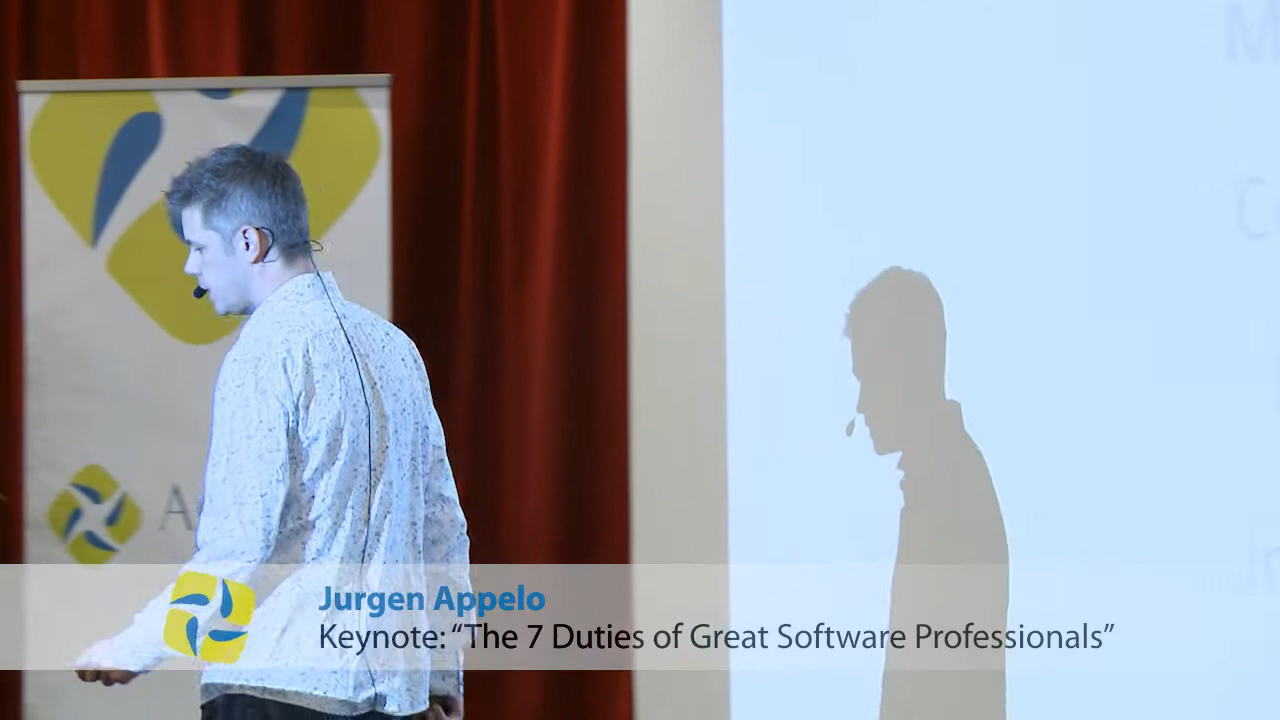 Jurgen Appelo
Keynote: “The 7 Duties of Great Software Professionals”